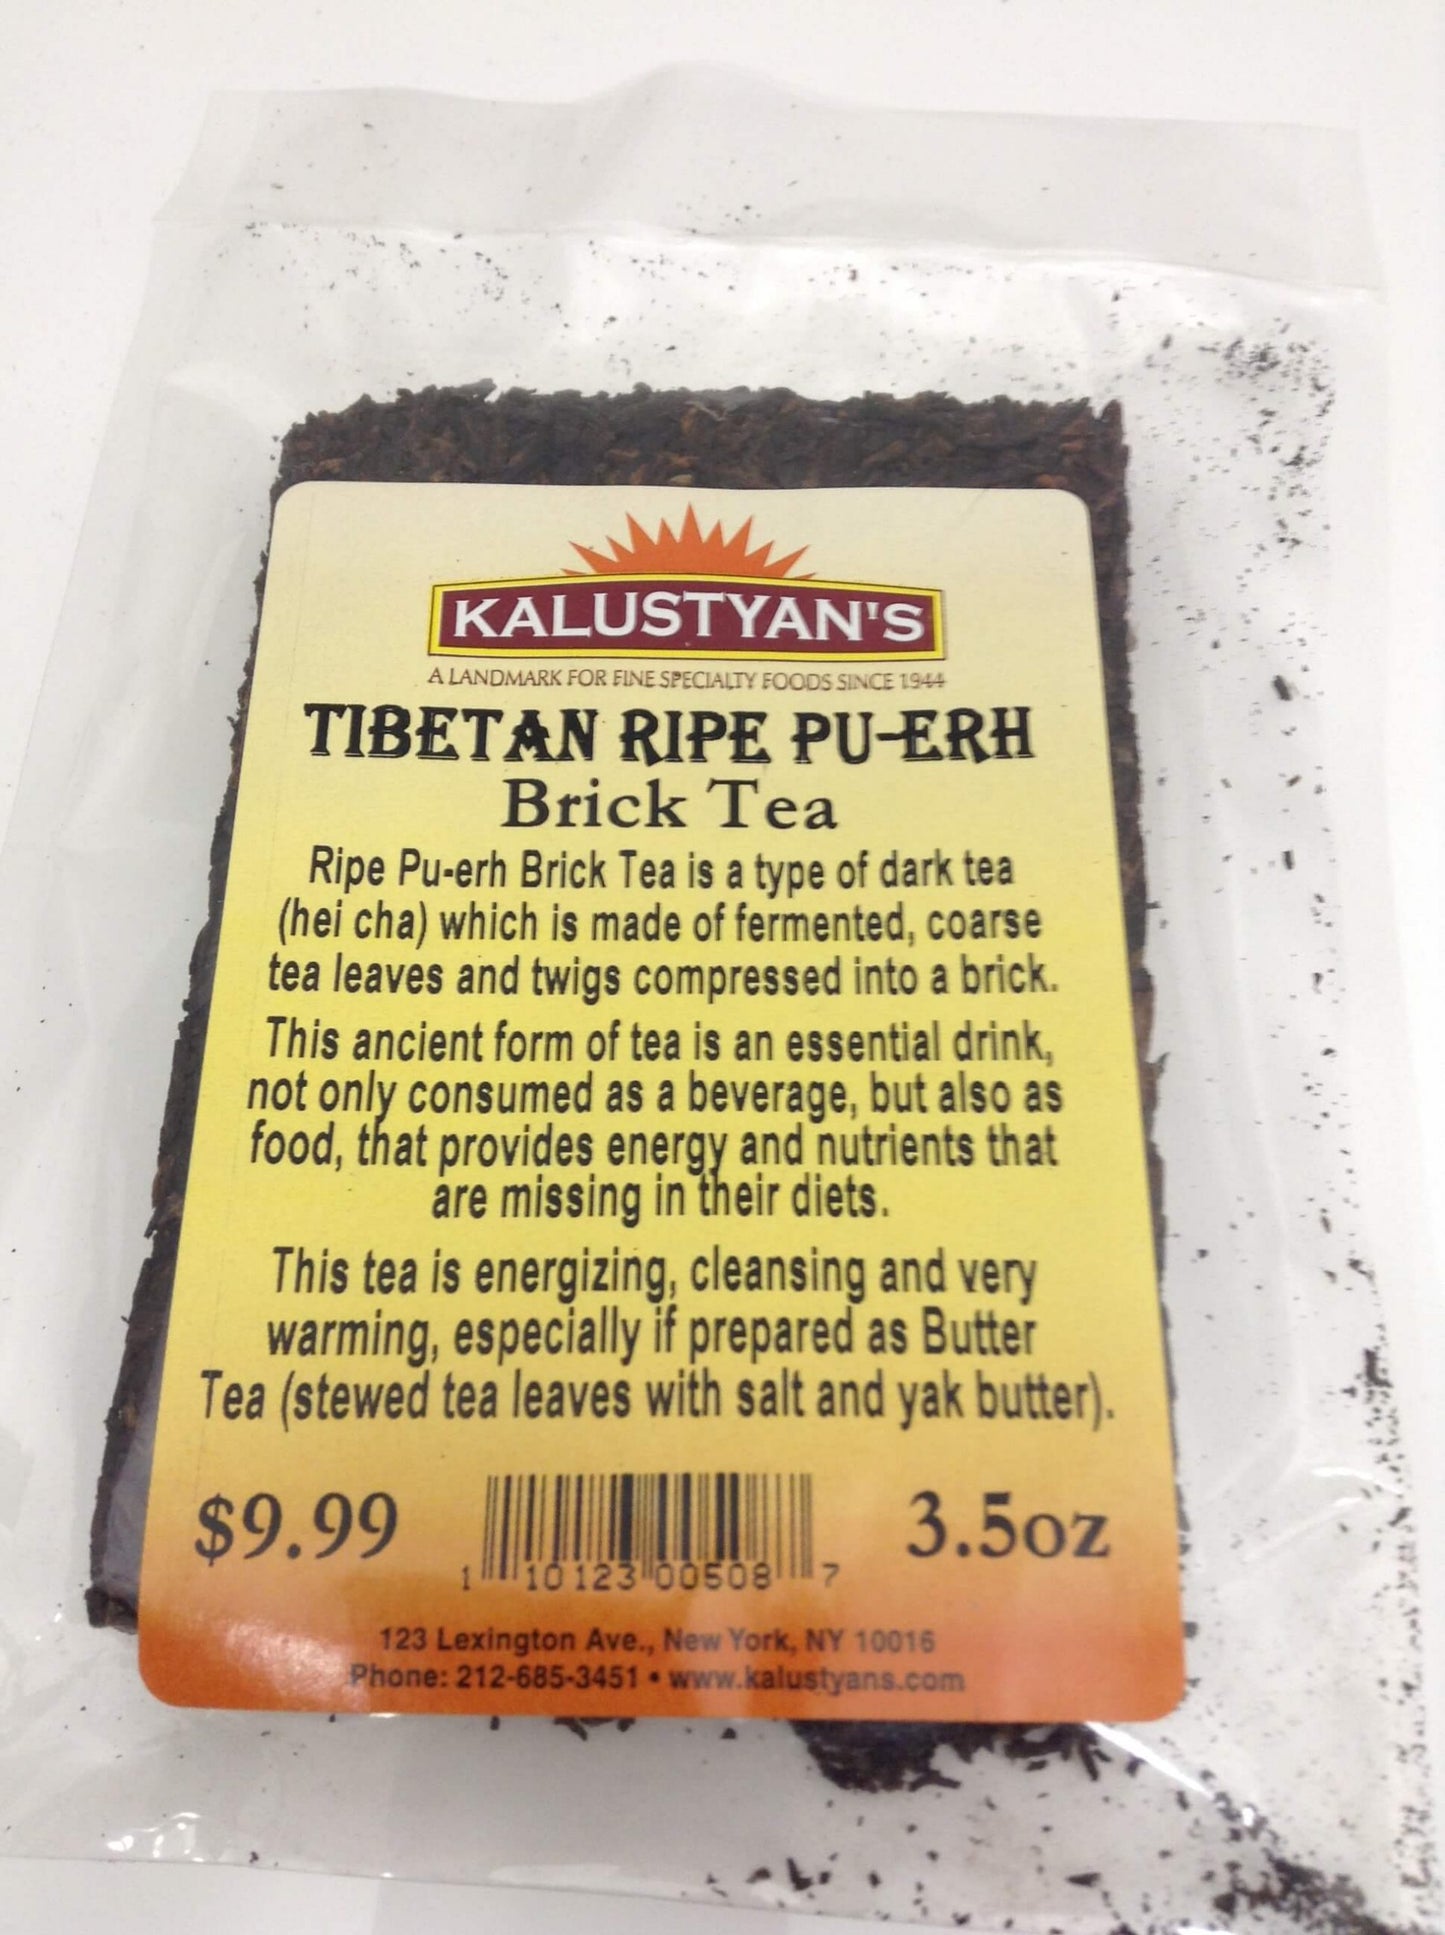 KALUSTYAN'S
A LANDMARK FOR FINE SPECIALTY FOODS SINCE 1944
TIBETAN RIPE PU-ERH
Brick Tea
Ripe Pu-erh Brick Tea is a type of dark tea
(hei cha) which is made of fermented, coarse
tea leaves and twigs compressed into a brick.
This ancient form of tea is an essential drink,
not only consumed as a beverage, but also as
food, that provides energy and nutrients that
are missing in their diets.
This tea is energizing, cleansing and very
warming, especially if prepared as Butter
Tea (stewed tea leaves with salt and yak butter).
$9.99
1 10123 00508 7
3.5oz
123 Lexington Ave., New York, NY 10016
Phone: 212-685-3451 • www.kalustyans.com